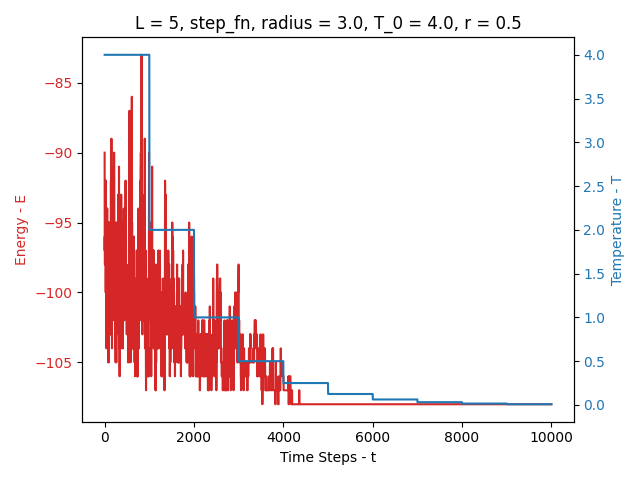 L = 5, step_fn, radius = 3.0, T_0 = 4.0, r = 0.5
−85
−90
−95
−100
−105
Energy - E
4.0
3.5
3.0
2.5
2.0
1.5
1.0
0.5
0.0
Temperature - T
0 2000 4000 6000 8000 10000
Time Steps - t